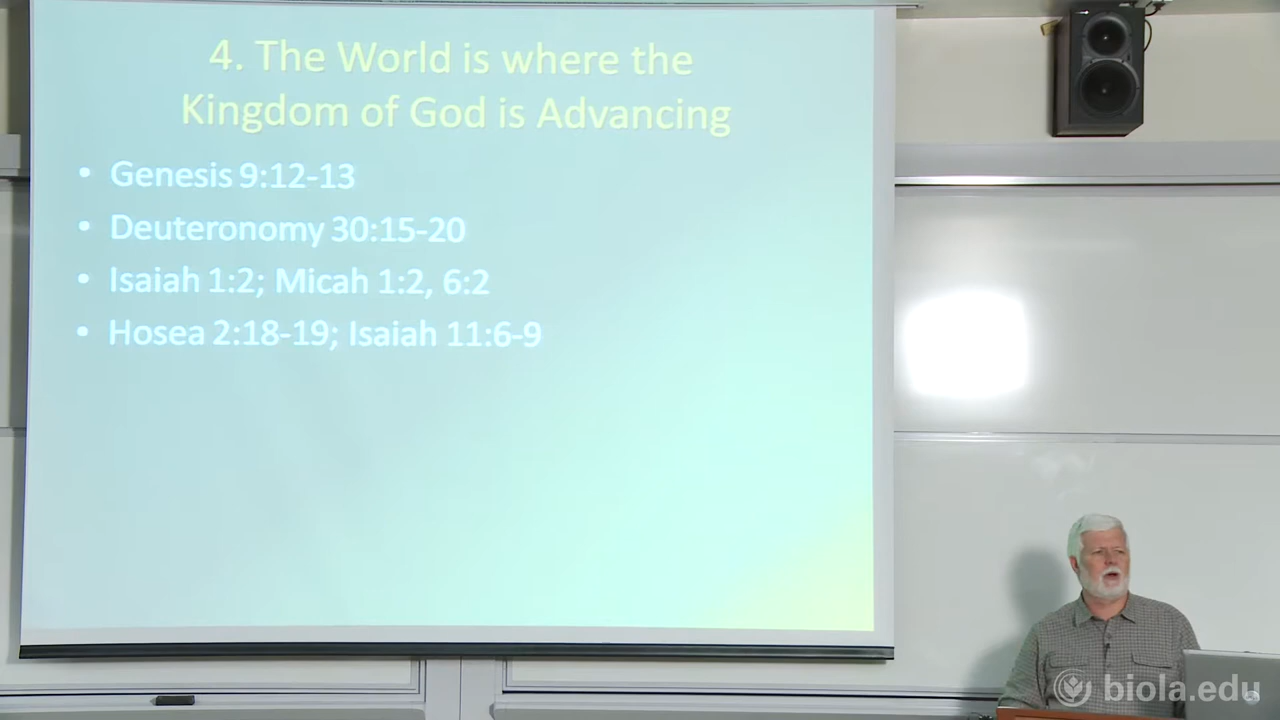 4. The World is where the
Kingdom of God is Advancing
• Genesis 9:12-13
• Deuteronomy 30:15-20
• Isaiah 1:2; Micah 1:2, 6:2
• Hosea 2:18-19; Isaiah 11:6-9
biola.edu